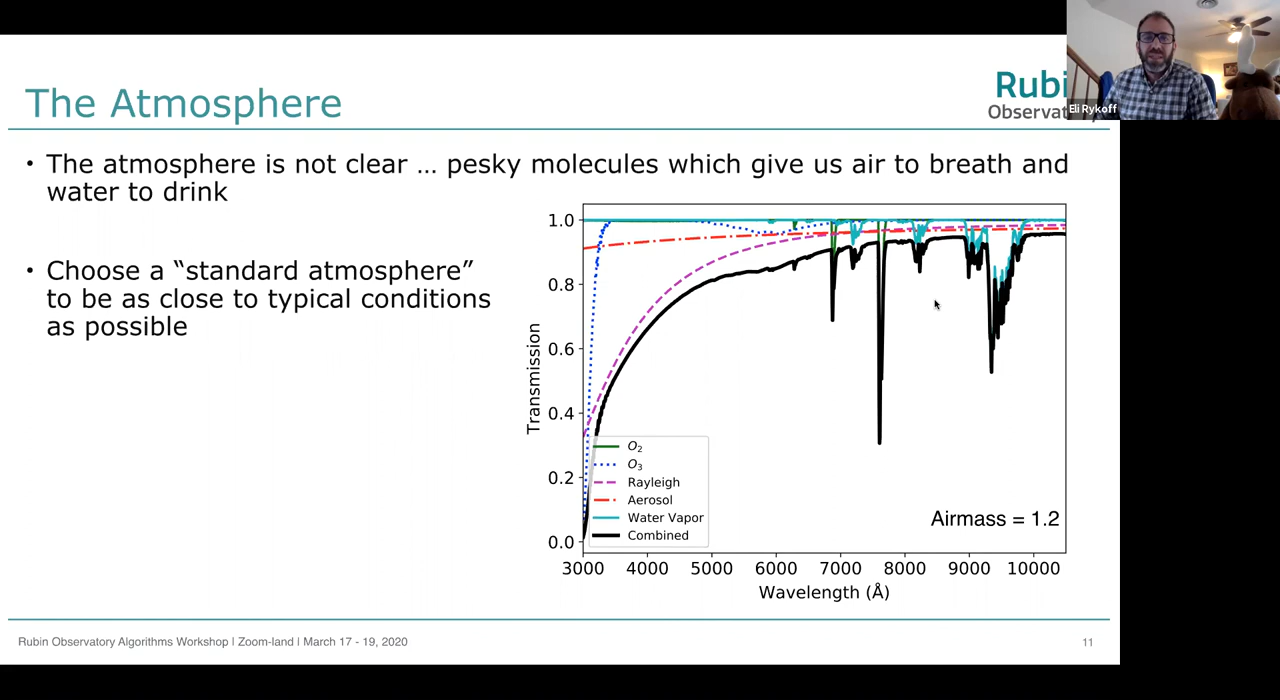 The Atmosphere
Rubi
Observat
Eli Rykoff
• The atmosphere is not clear … pesky molecules which give us air to breath and
water to drink
• Choose a “standard atmosphere”
to be as close to typical conditions
as possible
1.0
0.8
0.6
0.4
0.2
0.0
Transmission
O₂
O₃
Rayleigh
Aerosol
Water Vapor
Combined
Airmass = 1.2
3000 4000 5000 6000 7000 8000 9000 10000
Wavelength (Å)
Rubin Observatory Algorithms Workshop | Zoom-land | March 17 - 19, 2020
11